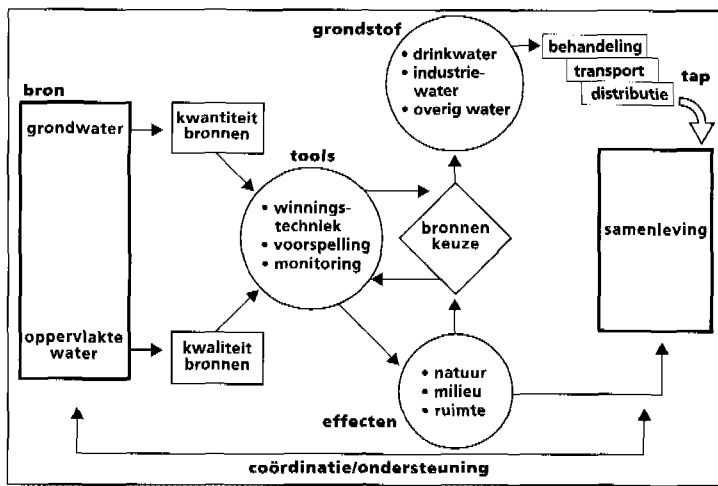 grondstof
• drinkwater
• industrie-
water
• overig water
behandeling
transport
distributie
tap
bron
grondwater
oppervlakte
water
kwantiteit
bronnen
kwaliteit
bronnen
tools
• winnings-
techniek
• voorspelling
• monitoring
bronnen
keuze
samenleving
effecten
• natuur
• milieu
• ruimte
coördinatie/ondersteuning